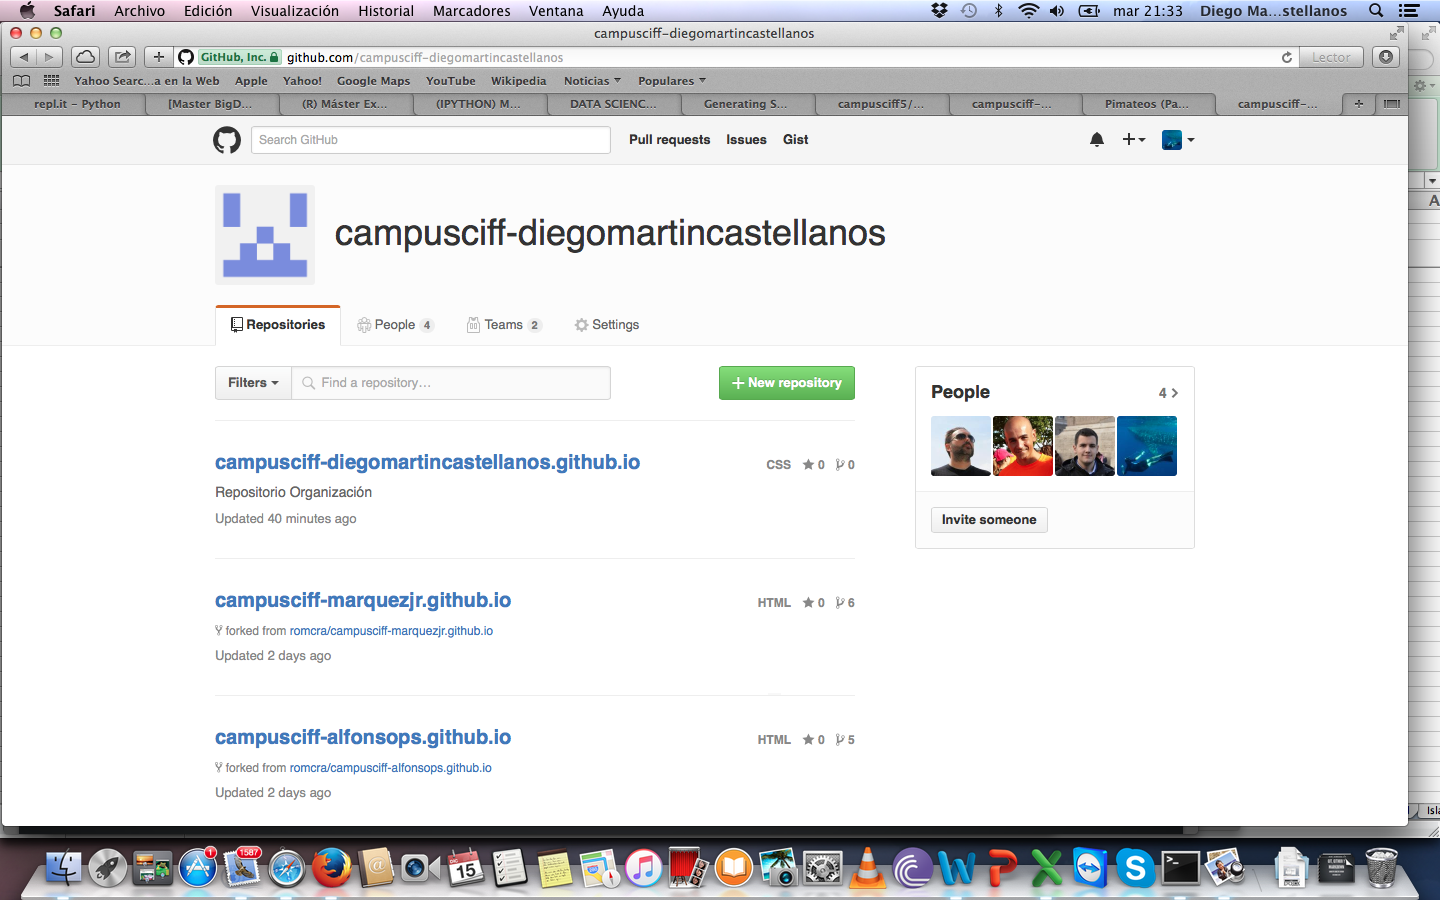 Safari Archivo Edición Visualización Historial Marcadores Ventana Ayuda mar 21:33 Diego Ma...stellanos
campusciff-diegomartincastellanos
GitHub, Inc. github.com/campusciff-diegomartincastellanos Lector
Yahoo Searc...a en la Web Apple Yahoo! Google Maps YouTube Wikipedia Noticias Populares
repl.it - Python [Master BigD... (R) Máster Ex... (IPYTHON) M... DATA SCIENC... Generating S... campusciff5/... campusciff-... Pimateos (Pa... campusciff-...
Search GitHub Pull requests Issues Gist
campusciff-diegomartincastellanos
Repositories People 4 Teams 2 Settings
Filters Find a repository... New repository
People 4
campusciff-diegomartincastellanos.github.io CSS 0 0
Repositorio Organización
Updated 40 minutes ago
Invite someone
campusciff-marquezjr.github.io HTML 0 6
forked from romcra/campusciff-marquezjr.github.io
Updated 2 days ago
campusciff-alfonsops.github.io HTML 0 5
forked from romcra/campusciff-alfonsops.github.io
Updated 2 days ago
A
Isla
1
1587
DIC
15